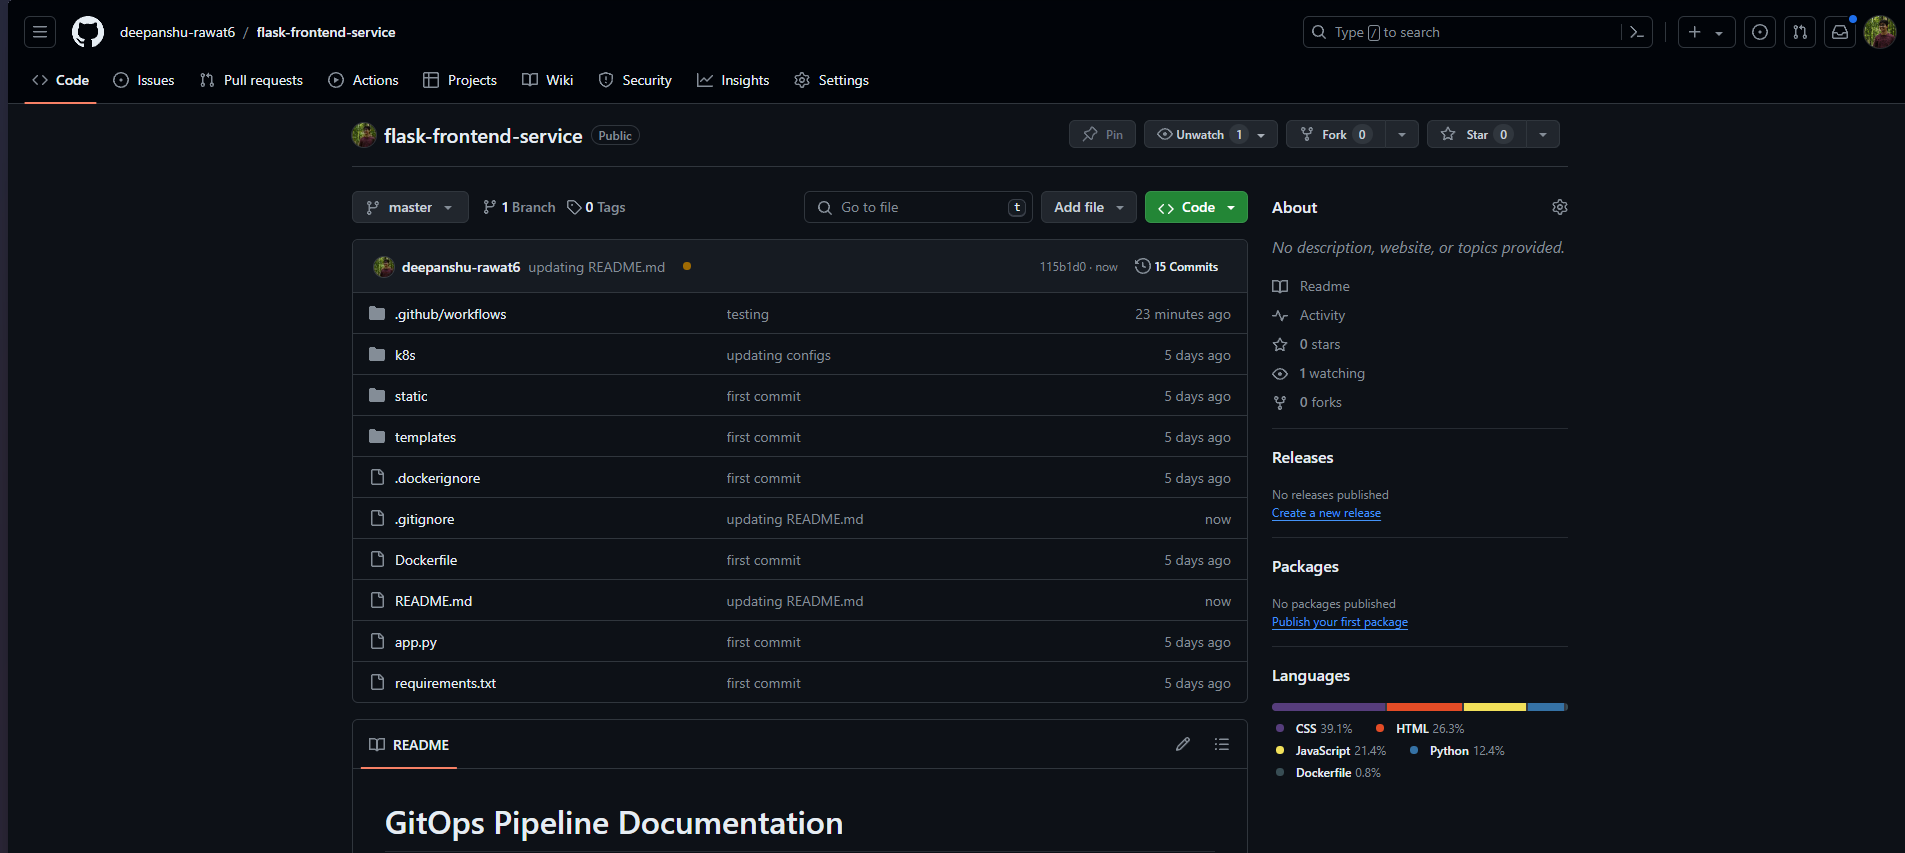 deepanshu-rawat6 / flask-frontend-service
Type / to search
Code Issues Pull requests Actions Projects Wiki Security Insights Settings
flask-frontend-service Public
Pin Unwatch 1 Fork 0 Star 0
master 1 Branch 0 Tags Go to file t Add file Code
deepanshu-rawat6 updating README.md 115b1d0 · now 15 Commits
.github/workflows testing 23 minutes ago
k8s updating configs 5 days ago
static first commit 5 days ago
templates first commit 5 days ago
.dockerignore first commit 5 days ago
.gitignore updating README.md now
Dockerfile first commit 5 days ago
README.md updating README.md now
app.py first commit 5 days ago
requirements.txt first commit 5 days ago
README
GitOps Pipeline Documentation
About
No description, website, or topics provided.
Readme
Activity
0 stars
1 watching
0 forks
Releases
No releases published
Create a new release
Packages
No packages published
Publish your first package
Languages
CSS 39.1% HTML 26.3%
JavaScript 21.4% Python 12.4%
Dockerfile 0.8%